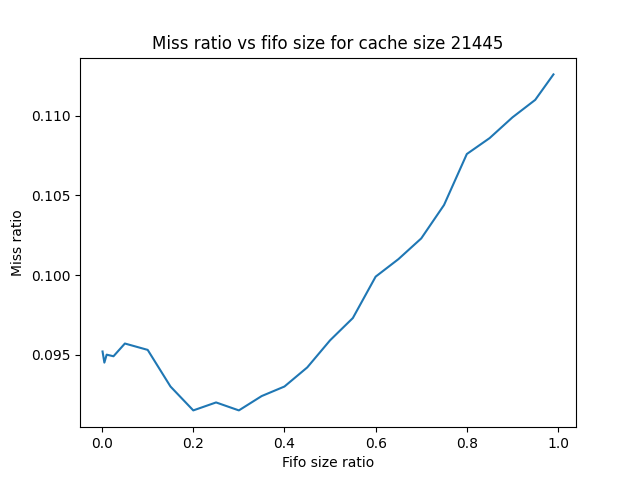 Miss ratio vs fifo size for cache size 21445
0.110
0.105
0.100
0.095
Miss ratio
0.0 0.2 0.4 0.6 0.8 1.0
Fifo size ratio